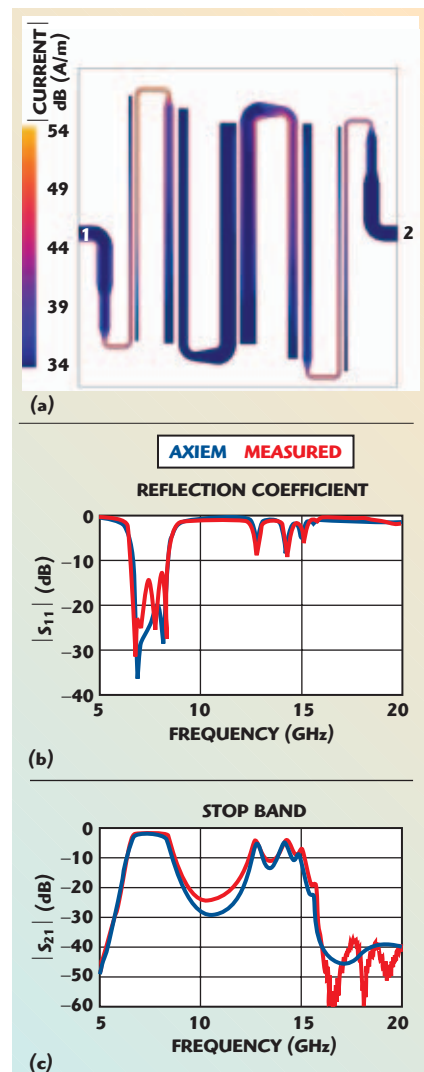 |CURRENT|
dB (A/m)
54
49
44
39
34
1
2
(a)
AXIEM MEASURED
REFLECTION COEFFICIENT
|S11| (dB)
0
–10
–20
–30
–40
5 10 15 20
FREQUENCY (GHz)
(b)
STOP BAND
|S21| (dB)
0
–10
–20
–30
–40
–50
–60
5 10 15 20
FREQUENCY (GHz)
(c)